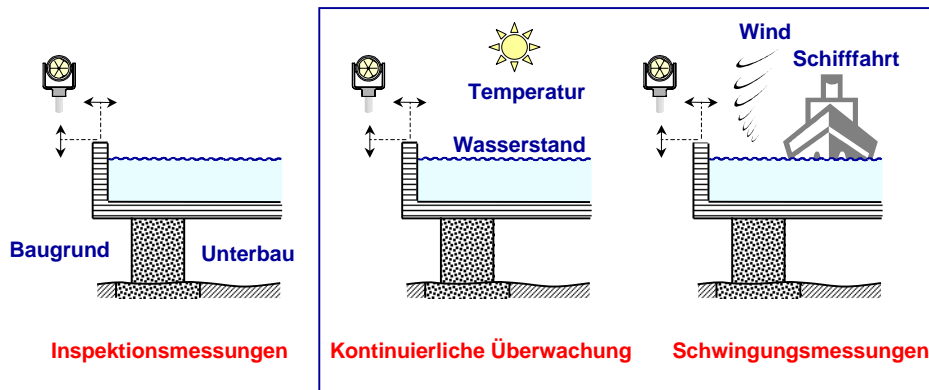 Wind
Schifffahrt
Temperatur
Wasserstand
Baugrund
Unterbau
Inspektionsmessungen
Kontinuierliche Überwachung
Schwingungsmessungen